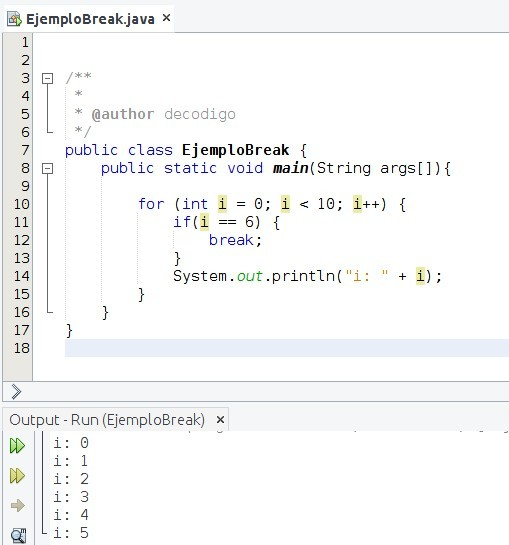 EjemploBreak.java ×
1
2
3 /**
4  *
5  * @author decodigo
6  */
7 public class EjemploBreak {
8     public static void main(String args[]){
9
10         for (int i = 0; i < 10; i++) {
11             if(i == 6) {
12                 break;
13             }
14             System.out.println("i: " + i);
15         }
16     }
17 }
18
Output - Run (EjemploBreak) ×
i: 0
i: 1
i: 2
i: 3
i: 4
i: 5